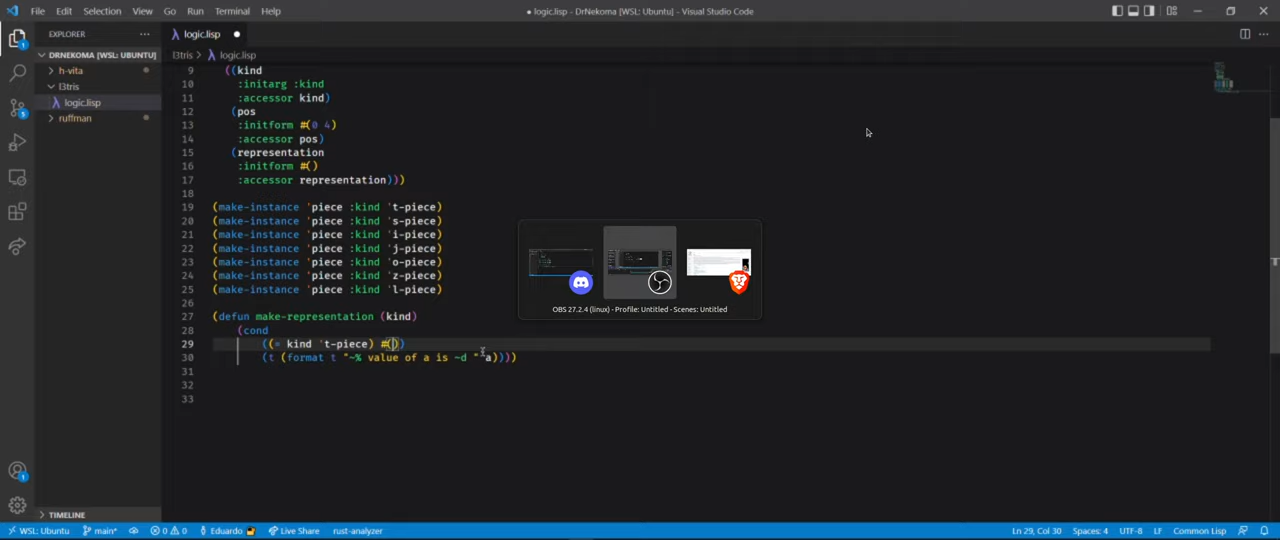 File Edit Selection View Go Run Terminal Help
● logic.lisp - DrNekoma [WSL: Ubuntu] - Visual Studio Code
EXPLORER
logic.lisp
DRNEKOMA [WSL: UBUNTU]
h-vita
l3tris
logic.lisp
ruffman
l3tris > logic.lisp
9 ((kind
10 :initarg :kind
11 :accessor kind)
12 (pos
13 :initform #(0 4)
14 :accessor pos)
15 (representation
16 :initform #()
17 :accessor representation)))
18
19 (make-instance 'piece :kind 't-piece)
20 (make-instance 'piece :kind 's-piece)
21 (make-instance 'piece :kind 'i-piece)
22 (make-instance 'piece :kind 'j-piece)
23 (make-instance 'piece :kind 'o-piece)
24 (make-instance 'piece :kind 'z-piece)
25 (make-instance 'piece :kind 'l-piece)
26
27 (defun make-representation (kind)
28 (cond
29 ((= kind 't-piece) #())
30 (t (format t "~% value of a is ~d " a))))
31
32
33
OBS 27.2.4 (linux) - Profile: Untitled - Scenes: Untitled
1
5
1
TIMELINE
WSL: Ubuntu main* 0 0 Eduardo Live Share rust-analyzer
Ln 29, Col 30 Spaces: 4 UTF-8 LF Common Lisp